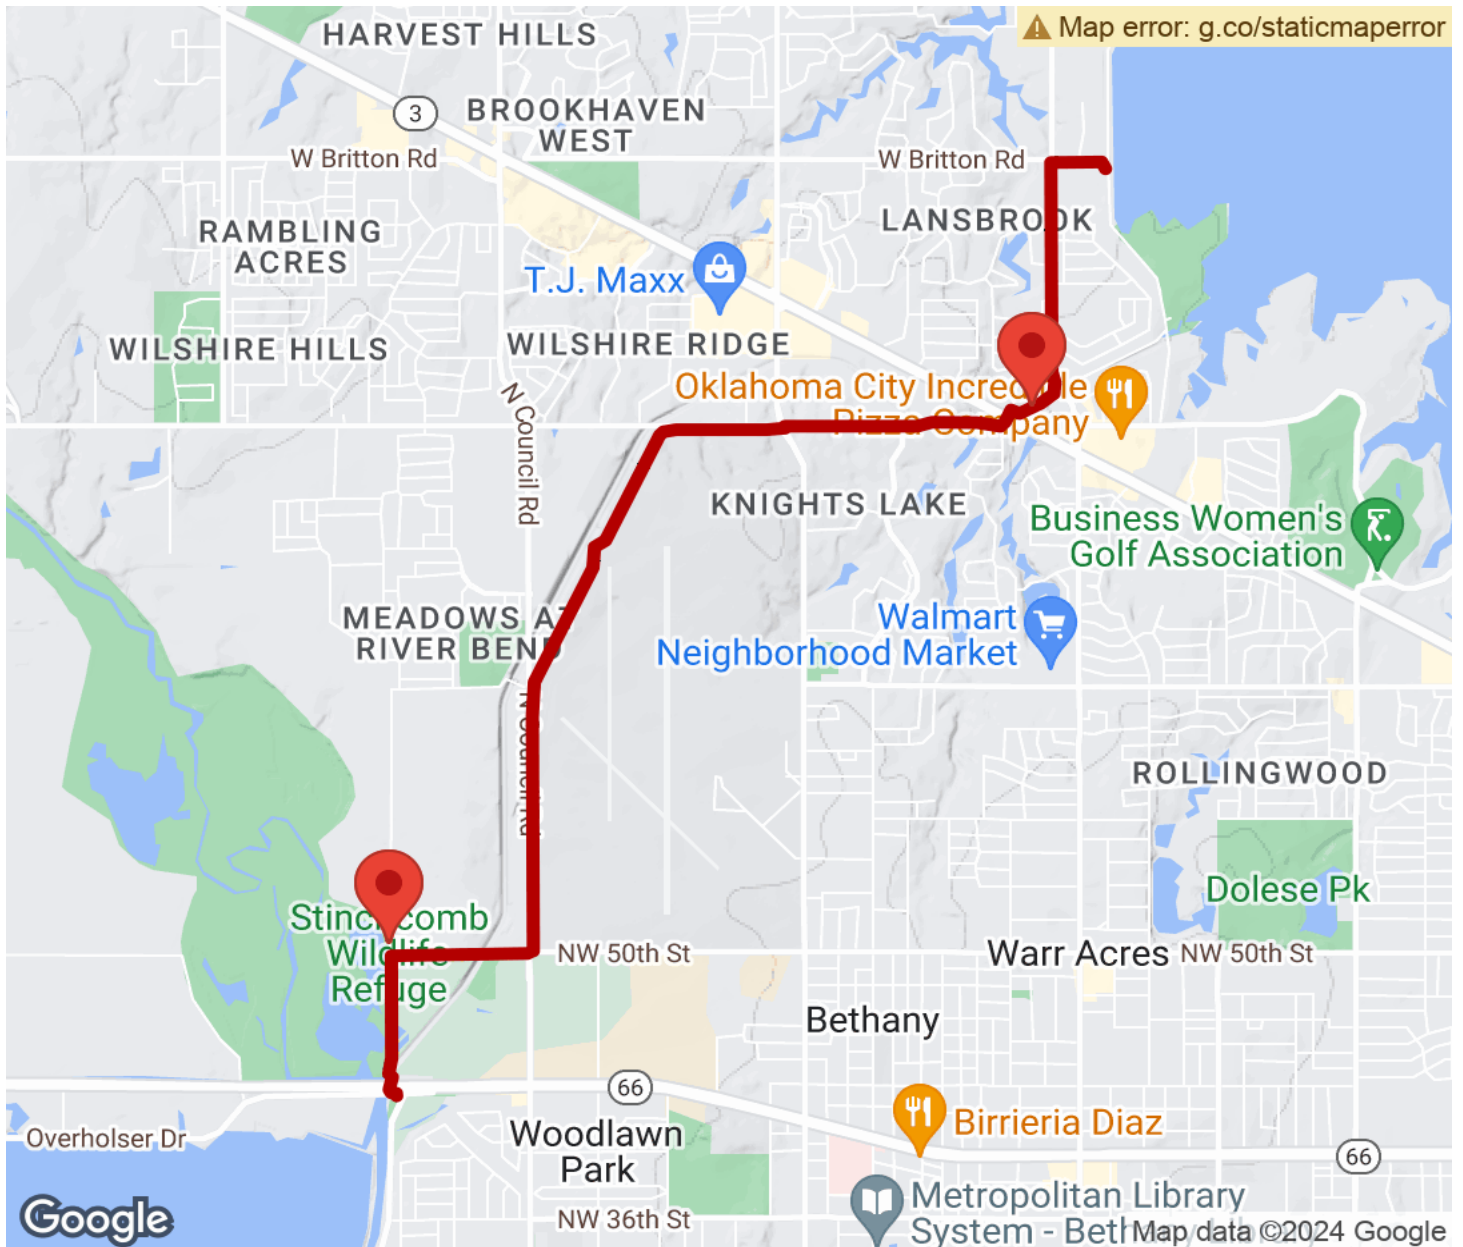 Map error: g.co/staticmaperror
HARVEST HILLS
3
BROOKHAVEN
WEST
W Britton Rd
W Britton Rd
RAMBLING
ACRES
LANSBROOK
T.J. Maxx
WILSHIRE HILLS
WILSHIRE RIDGE
Oklahoma City Incredible
Pizza Company
N Council Rd
KNIGHTS LAKE
Business Women's
Golf Association
MEADOWS AT
RIVER BEND
Walmart
Neighborhood Market
N Council Rd
ROLLINGWOOD
Dolese Pk
Stinchcomb
Wildlife
Refuge
NW 50th St
Warr Acres
NW 50th St
Bethany
66
Birrieria Diaz
Overholser Dr
Woodlawn
Park
66
Metropolitan Library
System - Bethany Library
NW 36th St
Google
Map data ©2024 Google